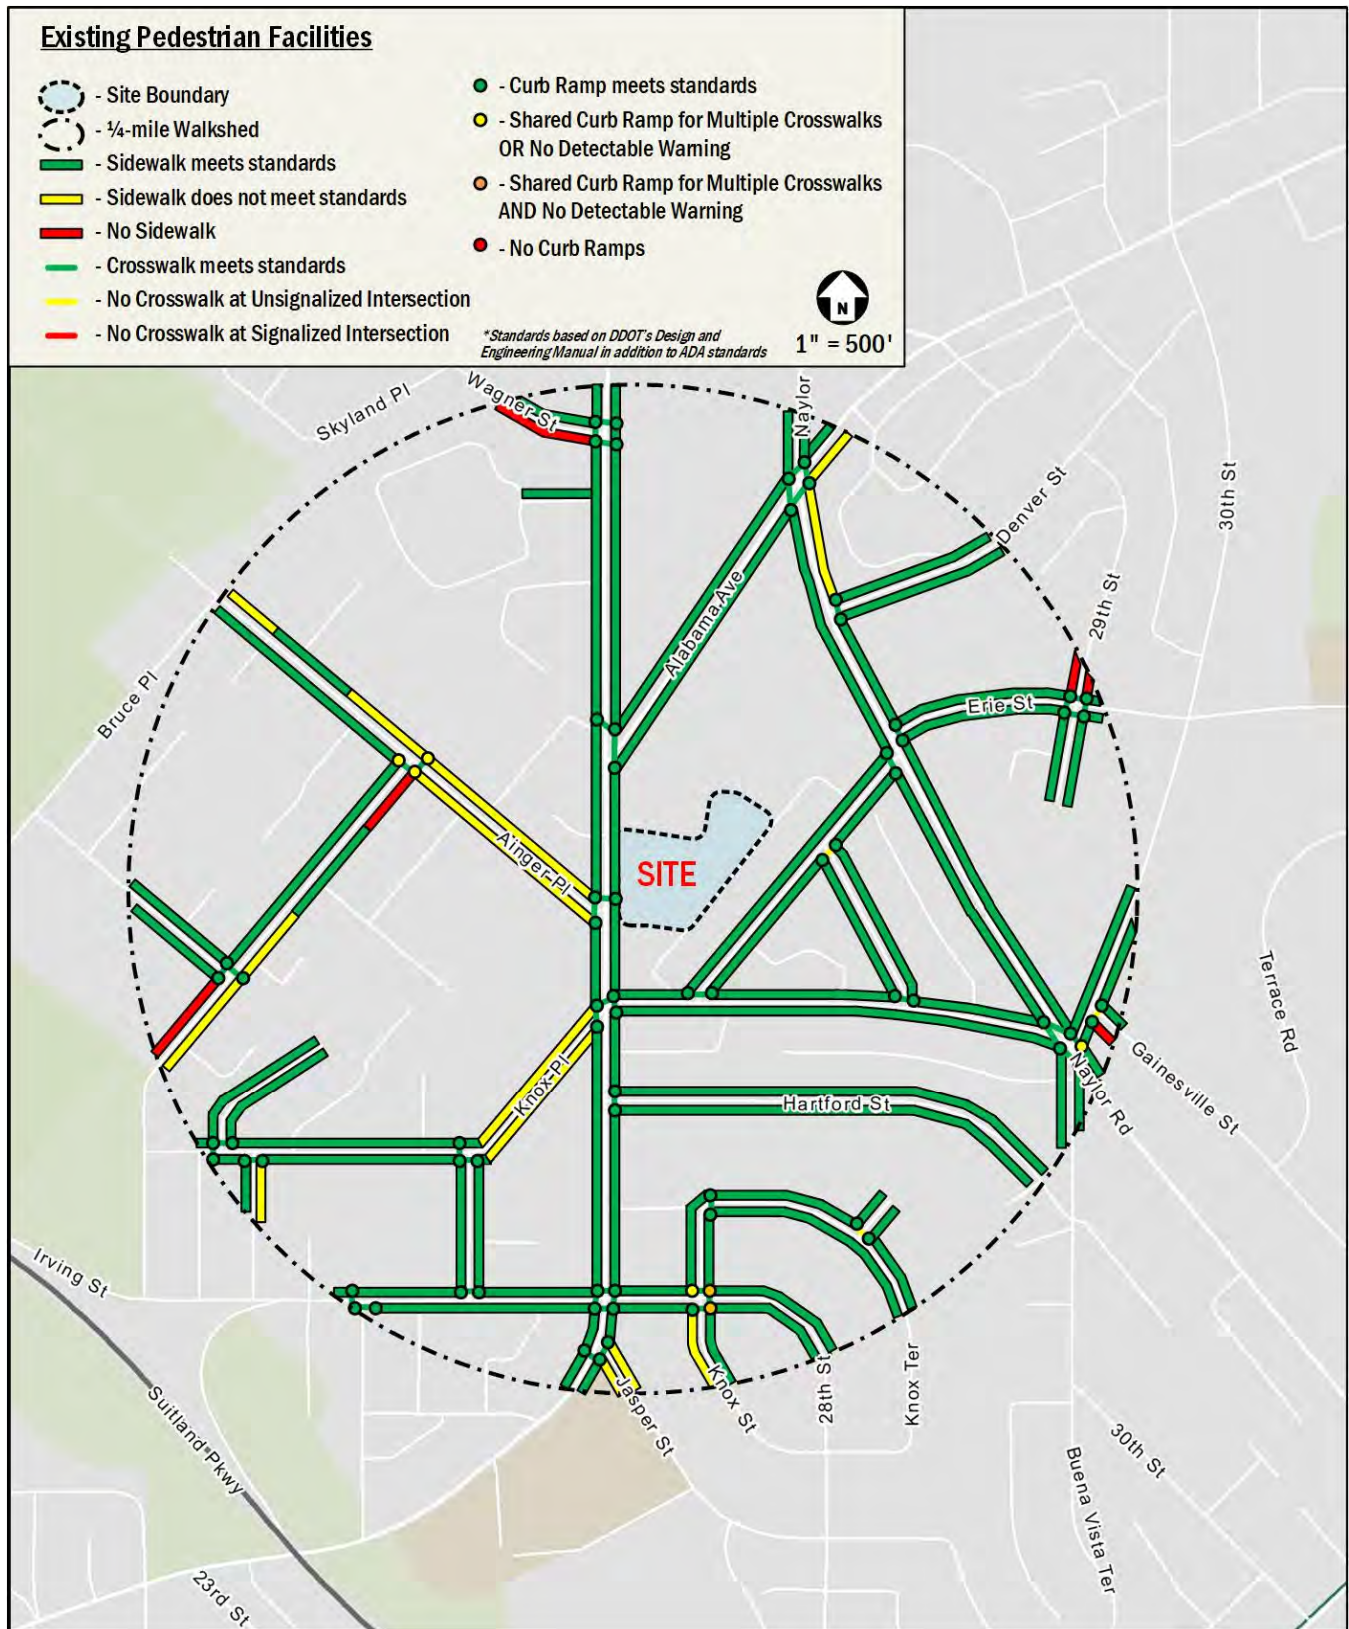 Existing Pedestrian Facilities
- Site Boundary
- ¼-mile Walkshed
- Sidewalk meets standards
- Sidewalk does not meet standards
- No Sidewalk
- Crosswalk meets standards
- No Crosswalk at Unsignalized Intersection
- No Crosswalk at Signalized Intersection
- Curb Ramp meets standards
- Shared Curb Ramp for Multiple Crosswalks
OR No Detectable Warning
- Shared Curb Ramp for Multiple Crosswalks
AND No Detectable Warning
- No Curb Ramps
*Standards based on DDOT's Design and
Engineering Manual in addition to ADA standards
N
1" = 500'
Skyland Pl
Wagner St
Naylor
Denver St
30th St
29th St
Alabama Ave
Bruce Pl
Erie St
Ainger Pl
SITE
Terrace Rd
Gainesville St
Naylor Rd
Knox Pl
Hartford St
Irving St
Suitland Pkwy
Jasper St
Knox St
28th St
Knox Ter
30th St
Buena Vista Ter
23rd St